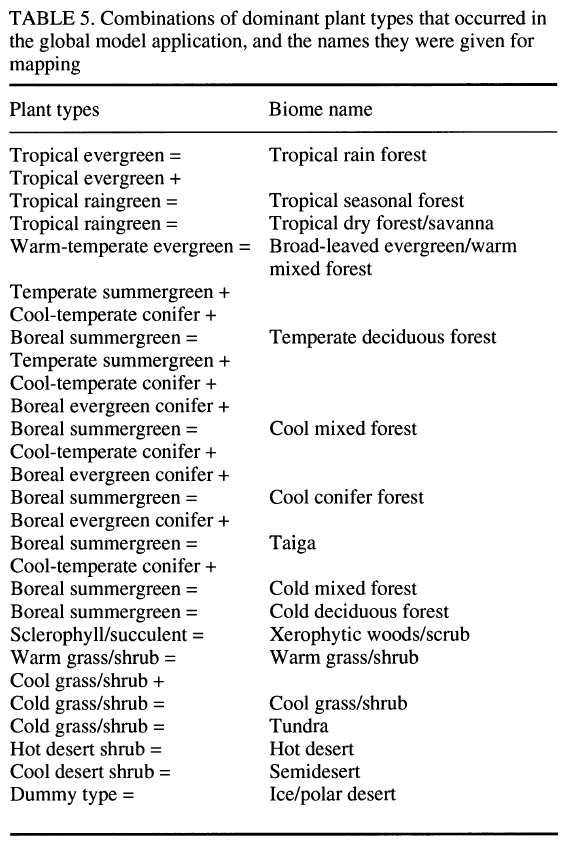 TABLE 5. Combinations of dominant plant types that occurred in
the global model application, and the names they were given for
mapping
Plant types Biome name
Tropical evergreen = Tropical rain forest
Tropical evergreen +
Tropical raingreen = Tropical seasonal forest
Tropical raingreen = Tropical dry forest/savanna
Warm-temperate evergreen = Broad-leaved evergreen/warm
mixed forest
Temperate summergreen +
Cool-temperate conifer +
Boreal summergreen = Temperate deciduous forest
Temperate summergreen +
Cool-temperate conifer +
Boreal evergreen conifer +
Boreal summergreen = Cool mixed forest
Cool-temperate conifer +
Boreal evergreen conifer +
Boreal summergreen = Cool conifer forest
Boreal evergreen conifer +
Boreal summergreen = Taiga
Cool-temperate conifer +
Boreal summergreen = Cold mixed forest
Boreal summergreen = Cold deciduous forest
Sclerophyll/succulent = Xerophytic woods/scrub
Warm grass/shrub = Warm grass/shrub
Cool grass/shrub +
Cold grass/shrub = Cool grass/shrub
Cold grass/shrub = Tundra
Hot desert shrub = Hot desert
Cool desert shrub = Semidesert
Dummy type = Ice/polar desert